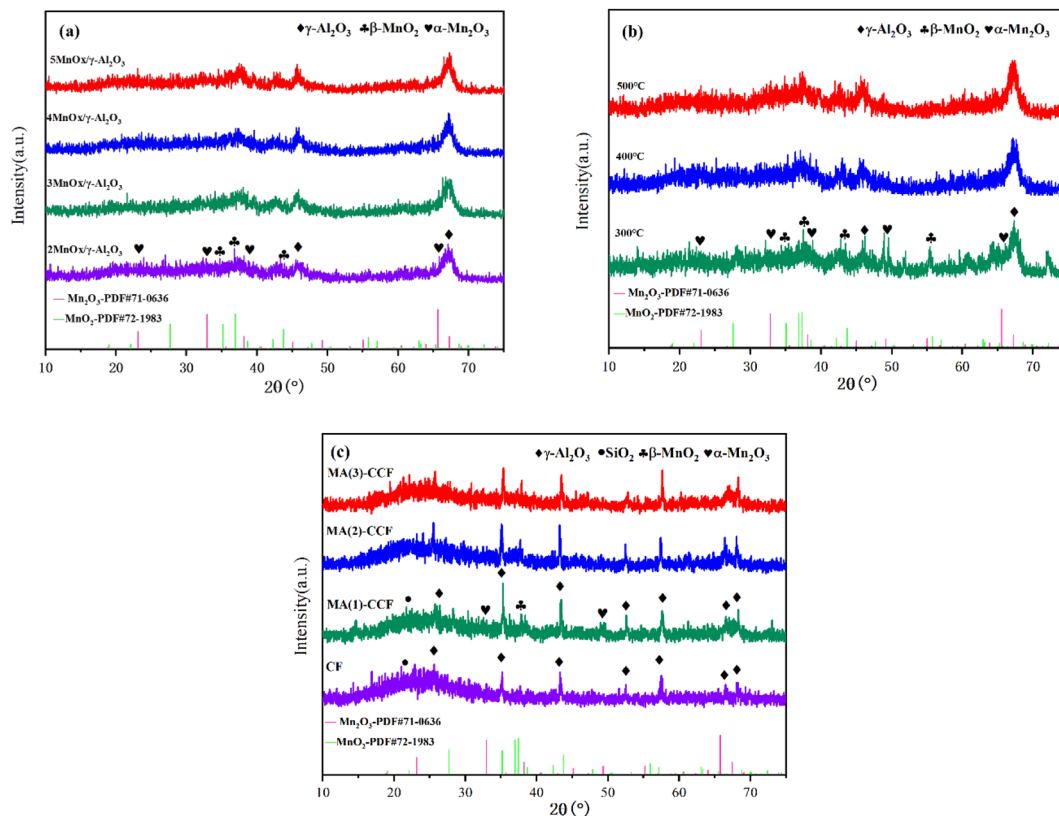 (a)
♦γ-Al₂O₃ ♣β-MnO₂ ♥α-Mn₂O₃
5MnOx/γ-Al₂O₃
4MnOx/γ-Al₂O₃
3MnOx/γ-Al₂O₃
2MnOx/γ-Al₂O₃
Mn₂O₃-PDF#71-0636
MnO₂-PDF#72-1983
Intensity(a.u.)
10 20 30 40 50 60 70
2θ(°)
(b)
♦γ-Al₂O₃ ♣β-MnO₂ ♥α-Mn₂O₃
500°C
400°C
300°C
Mn₂O₃-PDF#71-0636
MnO₂-PDF#72-1983
Intensity(a.u.)
10 20 30 40 50 60 70
2θ(°)
(c)
♦γ-Al₂O₃ ●SiO₂ ♣β-MnO₂ ♥α-Mn₂O₃
MA(3)-CCF
MA(2)-CCF
MA(1)-CCF
CF
Mn₂O₃-PDF#71-0636
MnO₂-PDF#72-1983
Intensity(a.u.)
10 20 30 40 50 60 70
2θ(°)